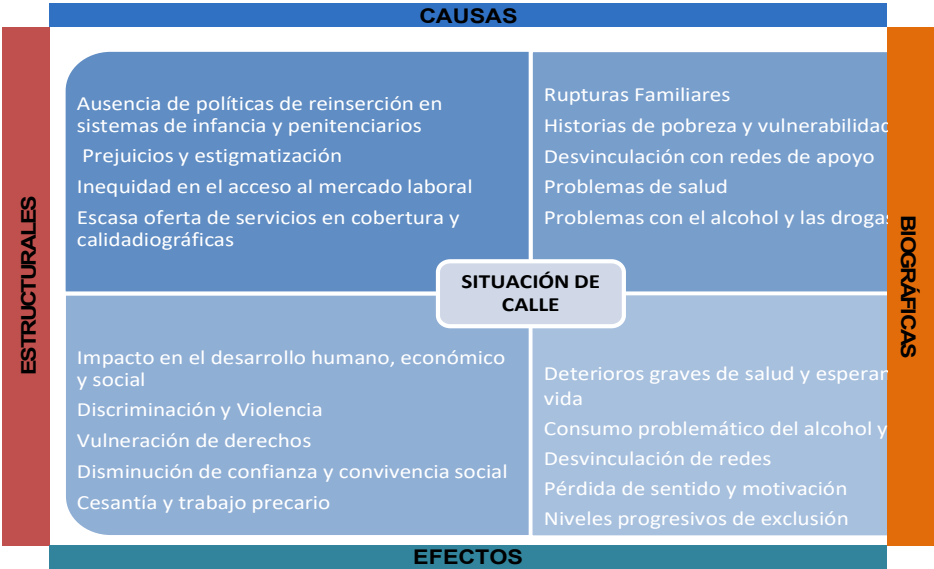 CAUSAS
ESTRUCTURALES
Ausencia de políticas de reinserción en
sistemas de infancia y penitenciarios
Prejuicios y estigmatización
Inequidad en el acceso al mercado laboral
Escasa oferta de servicios en cobertura y
calidadiográficas
Rupturas Familiares
Historias de pobreza y vulnerabilidad
Desvinculación con redes de apoyo
Problemas de salud
Problemas con el alcohol y las drogas
BIOGRÁFICAS
SITUACIÓN DE
CALLE
Impacto en el desarrollo humano, económico
y social
Discriminación y Violencia
Vulneración de derechos
Disminución de confianza y convivencia social
Cesantía y trabajo precario
Deterioros graves de salud y esperan
vida
Consumo problemático del alcohol y
Desvinculación de redes
Pérdida de sentido y motivación
Niveles progresivos de exclusión
EFECTOS